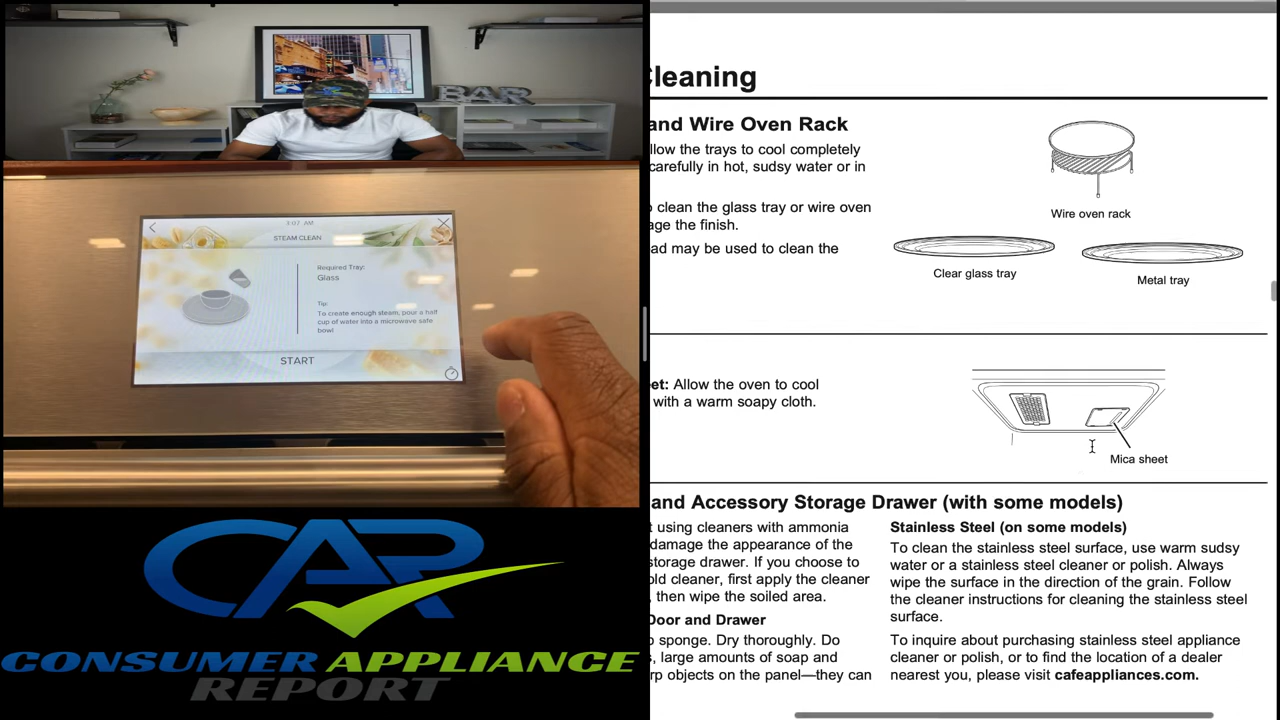 BAR
3:07 AM
STEAM CLEAN
Required Tray:
Glass
Tip:
To create enough steam, pour a half
cup of water into a microwave safe
bowl
START
CAR
CONSUMER APPLIANCE
REPORT
Cleaning
and Wire Oven Rack
llow the trays to cool completely
carefully in hot, sudsy water or in
o clean the glass tray or wire oven
age the finish.
ad may be used to clean the
Wire oven rack
Clear glass tray
Metal tray
et: Allow the oven to cool
with a warm soapy cloth.
Mica sheet
and Accessory Storage Drawer (with some models)
t using cleaners with ammonia
damage the appearance of the
storage drawer. If you choose to
old cleaner, first apply the cleaner
, then wipe the soiled area.
Door and Drawer
o sponge. Dry thoroughly. Do
s, large amounts of soap and
rp objects on the panel—they can
Stainless Steel (on some models)
To clean the stainless steel surface, use warm sudsy
water or a stainless steel cleaner or polish. Always
wipe the surface in the direction of the grain. Follow
the cleaner instructions for cleaning the stainless steel
surface.
To inquire about purchasing stainless steel appliance
cleaner or polish, or to find the location of a dealer
nearest you, please visit cafeappliances.com.